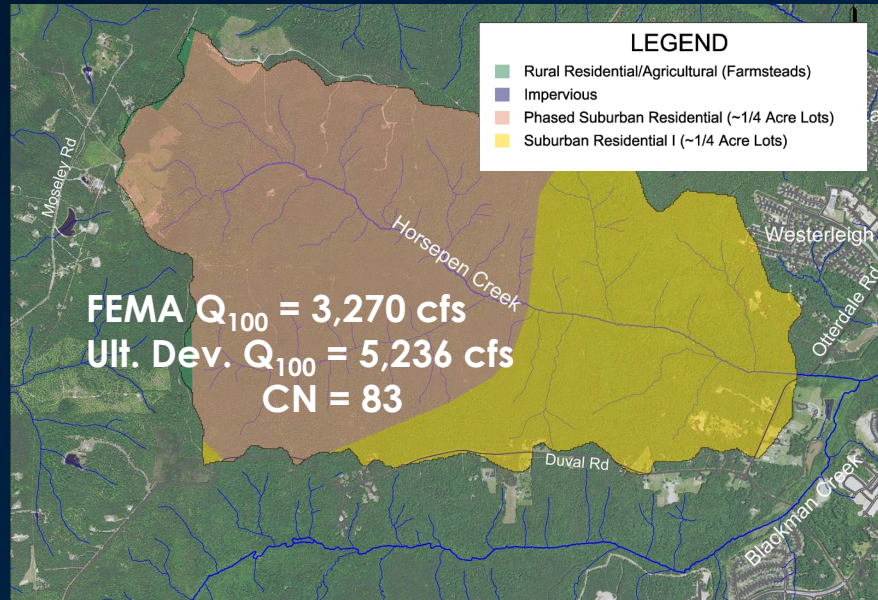 LEGEND
Rural Residential/Agricultural (Farmsteads)
Impervious
Phased Suburban Residential (~1/4 Acre Lots)
Suburban Residential I (~1/4 Acre Lots)
Moseley Rd
Horsepen Creek
Westerleigh
Otterdale Rd
FEMA Q₁₀₀ = 3,270 cfs
Ult. Dev. Q₁₀₀ = 5,236 cfs
CN = 83
Duval Rd
Blackman Creek